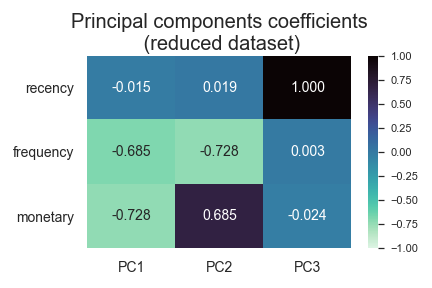 Principal components coefficients
(reduced dataset)
recency -0.015 0.019 1.000
frequency -0.685 -0.728 0.003
monetary -0.728 0.685 -0.024
PC1 PC2 PC3
1.00
0.75
0.50
0.25
0.00
−0.25
−0.50
−0.75
−1.00